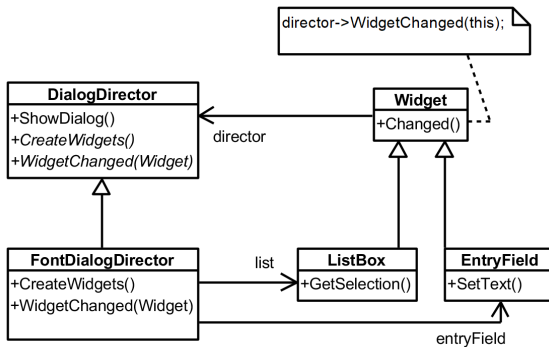 director->WidgetChanged(this);
DialogDirector
+ShowDialog()
+CreateWidgets()
+WidgetChanged(Widget)
director
Widget
+Changed()
FontDialogDirector
+CreateWidgets()
+WidgetChanged(Widget)
list
ListBox
+GetSelection()
EntryField
+SetText()
entryField